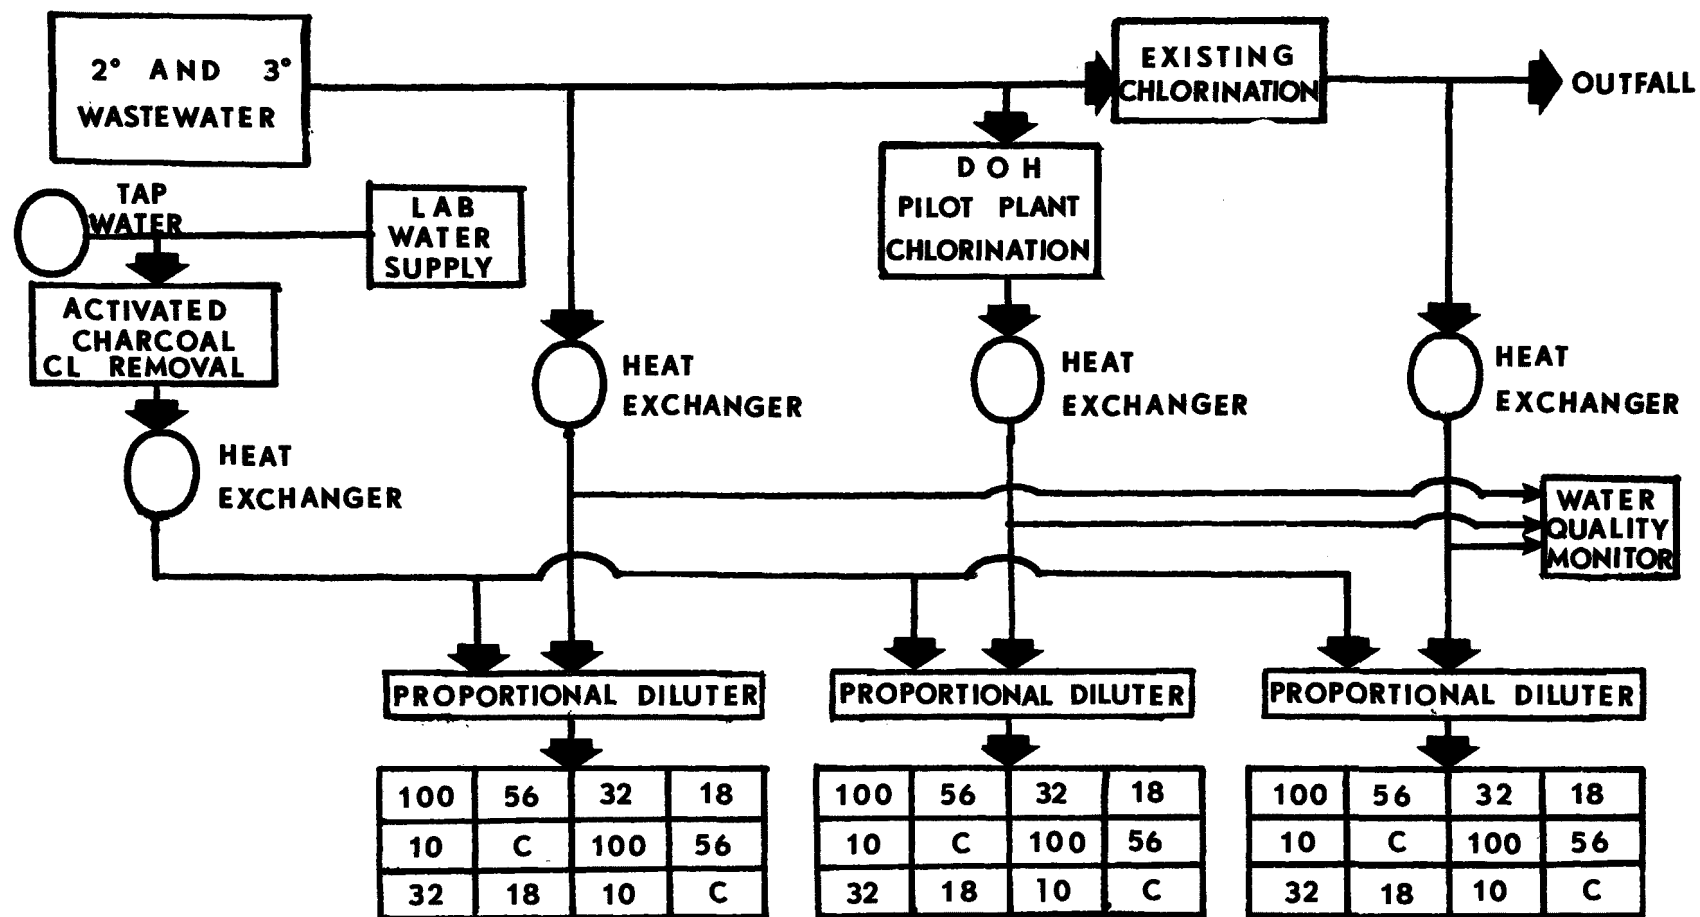 2° AND 3°
WASTEWATER
EXISTING
CHLORINATION
OUTFALL
TAP
WATER
LAB
WATER
SUPPLY
DOH
PILOT PLANT
CHLORINATION
ACTIVATED
CHARCOAL
CL REMOVAL
HEAT
EXCHANGER
HEAT
EXCHANGER
HEAT
EXCHANGER
HEAT
EXCHANGER
WATER
QUALITY
MONITOR
PROPORTIONAL DILUTER
PROPORTIONAL DILUTER
PROPORTIONAL DILUTER
100 56 32 18
10 C 100 56
32 18 10 C
100 56 32 18
10 C 100 56
32 18 10 C
100 56 32 18
10 C 100 56
32 18 10 C